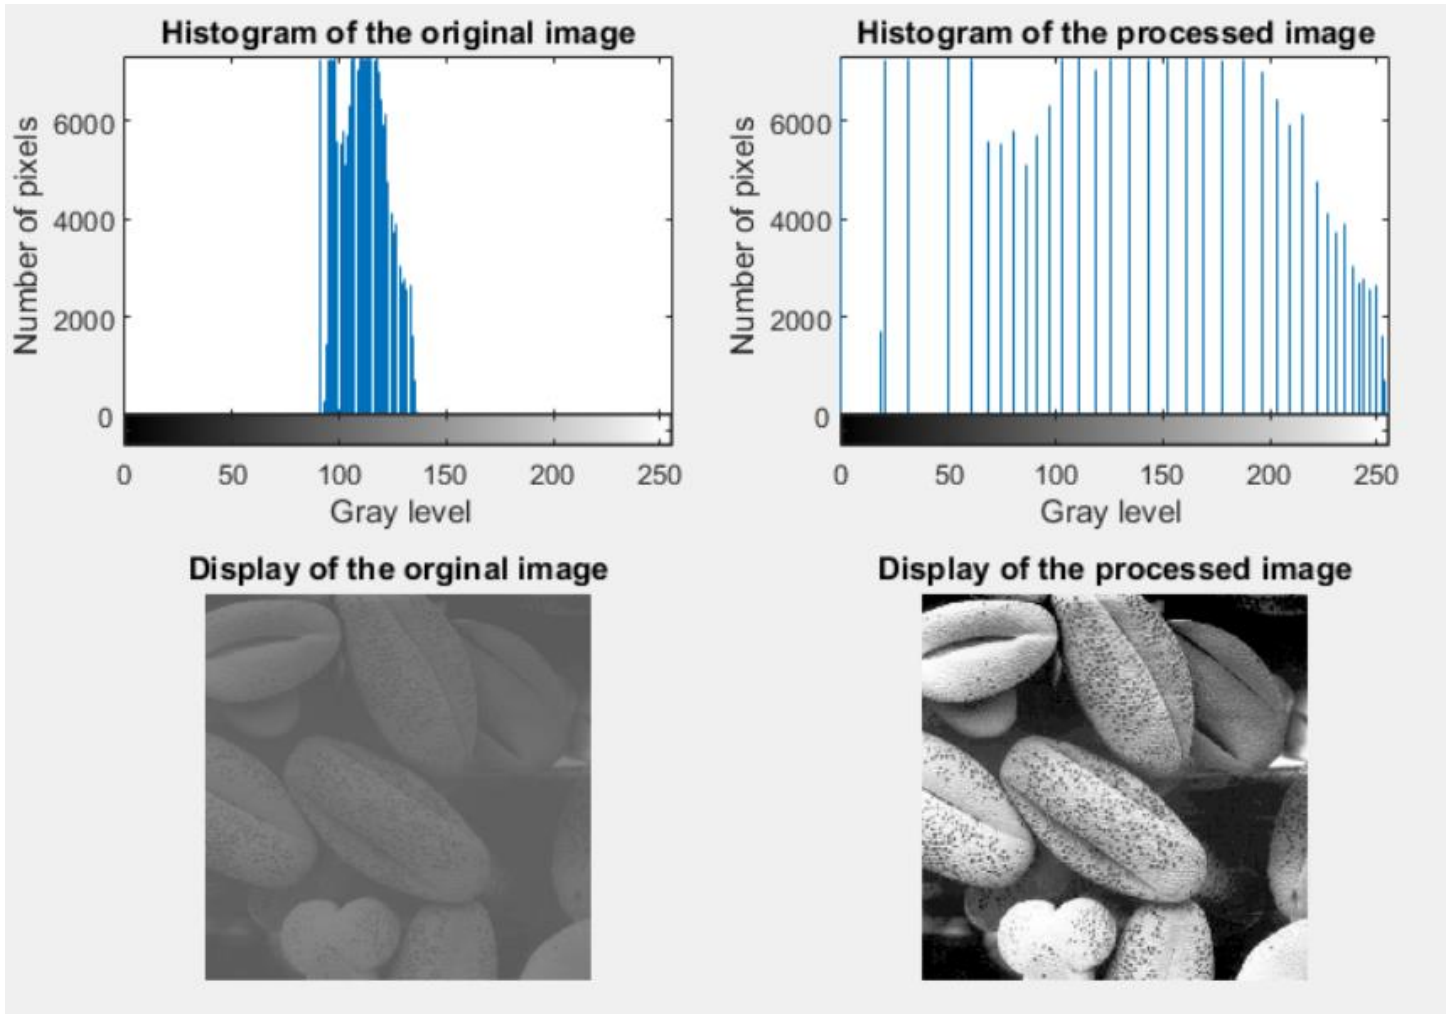 Histogram of the original image
Number of pixels
6000
4000
2000
0
0 50 100 150 200 250
Gray level
Histogram of the processed image
Number of pixels
6000
4000
2000
0
0 50 100 150 200 250
Gray level
Display of the orginal image
Display of the processed image